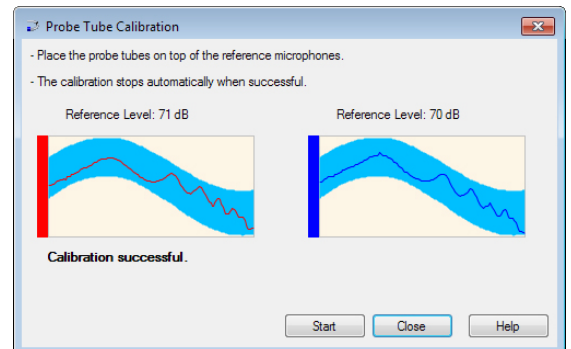 Probe Tube Calibration
- Place the probe tubes on top of the reference microphones.
- The calibration stops automatically when successful.
Reference Level: 71 dB
Reference Level: 70 dB
Calibration successful.
Start
Close
Help